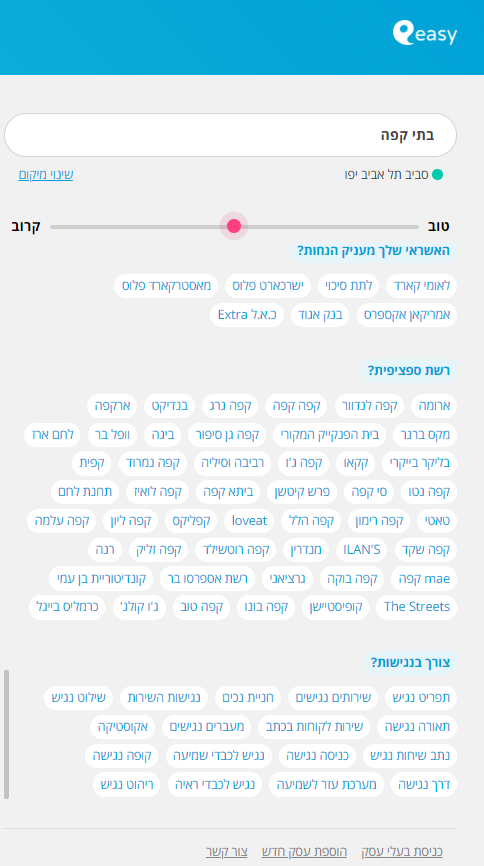 easy
בתי קפה
סביב תל אביב יפו שינוי מיקום
טוב קרוב
האשראי שלך מעניק הנחות?
לאומי קארד לתת סיכוי ישרכארט פלוס מאסטרקארד פלוס
אמריקאן אקספרס בנק אגוד כ.א.ל Extra
רשת ספציפית?
ארומה קפה לנדוור קפה קפה קפה גרג בנדיקט ארקפה
מקס ברנר בית הפנקייק המקורי קפה גן סיפור ביגה וופל בר לחם ארז
בליקר בייקרי קקאו קפה ג'ו רביבה וסיליה קפה נמרוד קפית
קפה נטו סי קפה פרש קיטשן ביתא קפה קפה לואיז תחנת לחם
טאטי קפה רימון קפה הלל loveat קפליקס קפה ליון קפה עלמה
קפה שקד ILAN'S מנדרין קפה רוטשילד קפה זליק רנה
mae קפה קפה בוקה גרציאני רשת אספרסו בר קונדיטוריית בן עמי
The Streets קופיסטיישן קפה בונו קפה טוב ג'ו קולג' כרמליס בייגל
צורך בנגישות?
תפריט נגיש שירותים נגישים חניית נכים נגישות השירות שילוט נגיש
תאורה נגישה שירות לקוחות בכתב מעברים נגישים אקוסטיקה
נתב שיחות נגיש כניסה נגישה נגיש לכבדי שמיעה קופה נגישה
דרך נגישה מערכת עזר לשמיעה נגיש לכבדי ראיה ריהוט נגיש
כניסת בעלי עסק הוספת עסק חדש צור קשר